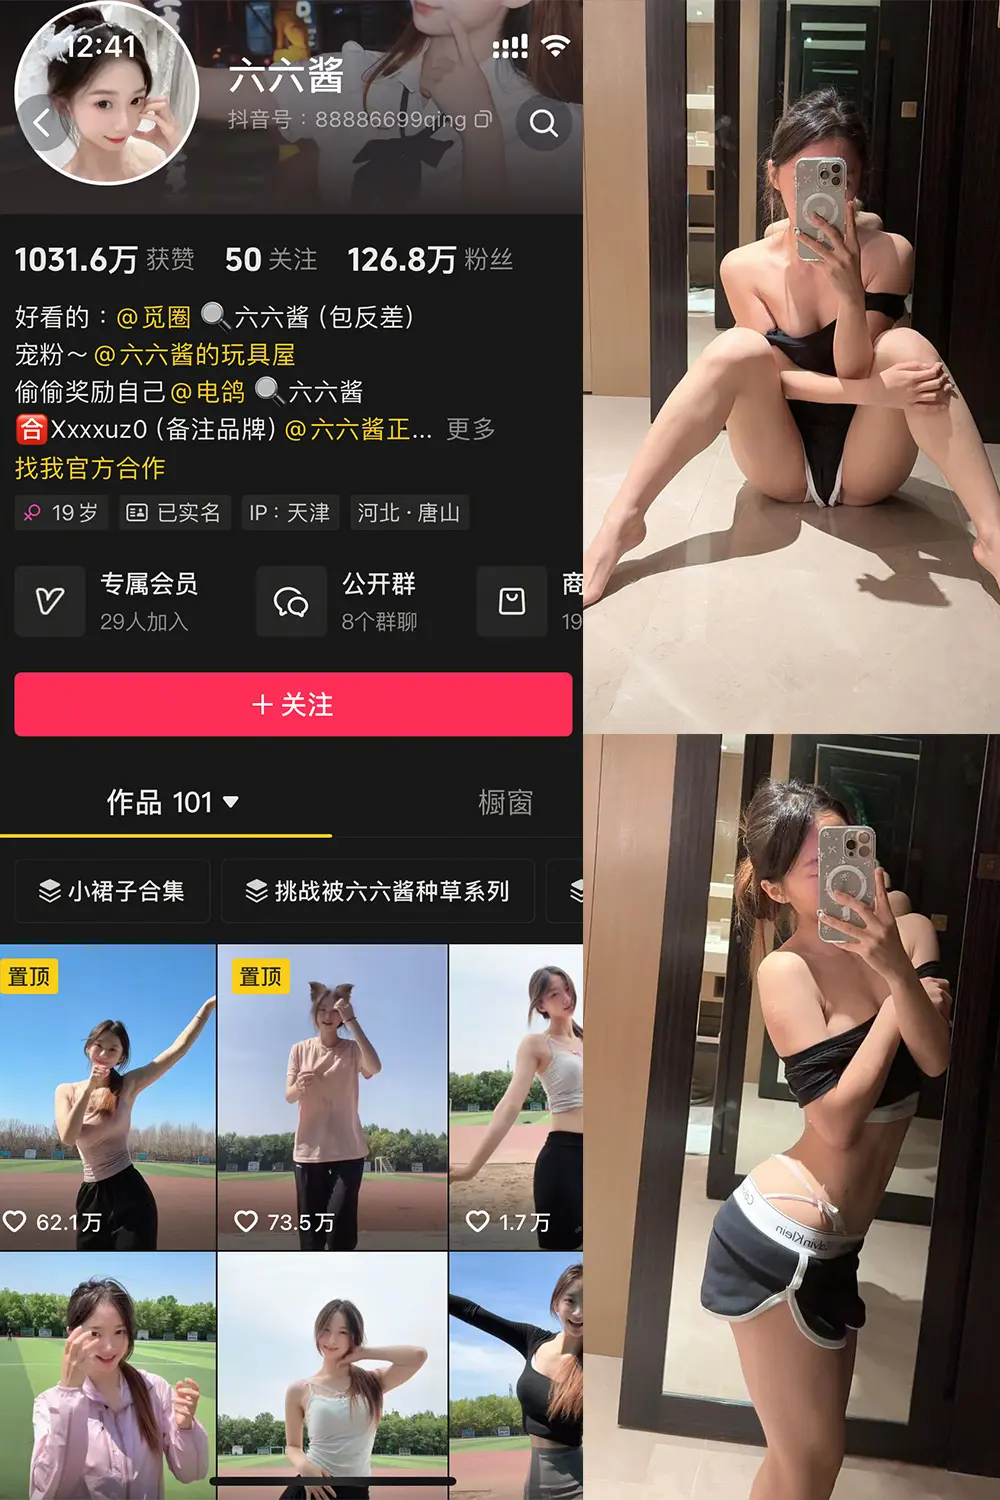 12:41
六六酱
抖音号：88886699qing
1031.6万 获赞 50 关注 126.8万 粉丝
好看的：@觅圈 🔍六六酱（包反差）
宠粉～@六六酱的玩具屋
偷偷奖励自己@电鸽 🔍六六酱
🈴Xxxxuz0（备注品牌）@六六酱正... 更多
找我官方合作
19岁 已实名 IP：天津 河北·唐山
专属会员 公开群 商
29人加入 8个群聊 19
+ 关注
作品 101 橱窗
小裙子合集 挑战被六六酱种草系列
置顶 置顶
62.1万 73.5万 1.7万
Calvin Klein